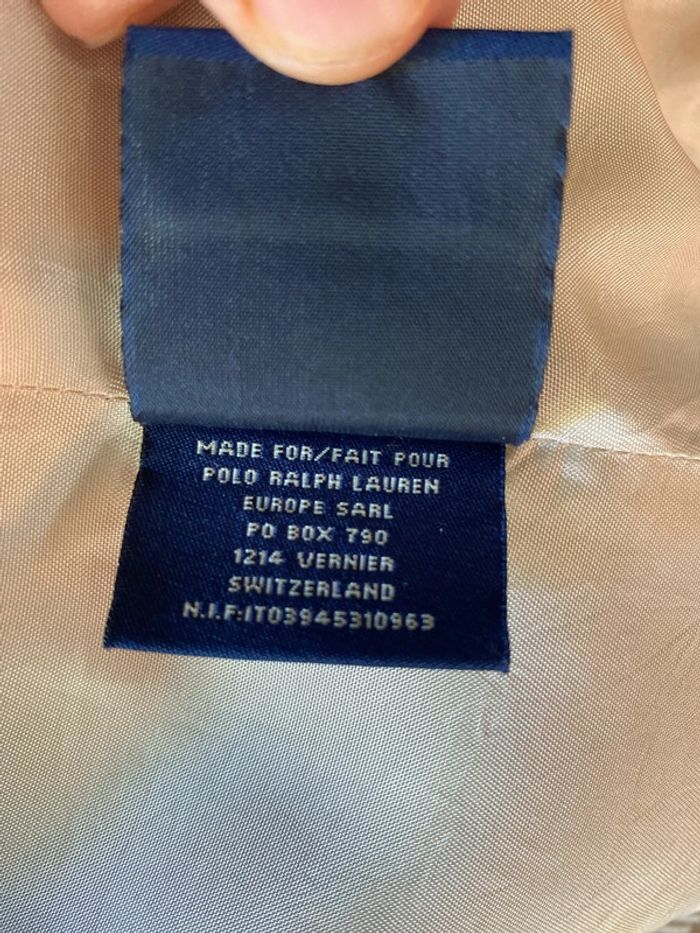 MADE FOR/FAIT POUR
POLO RALPH LAUREN
EUROPE SARL
PO BOX 790
1214 VERNIER
SWITZERLAND
N.I.F:IT03945310963